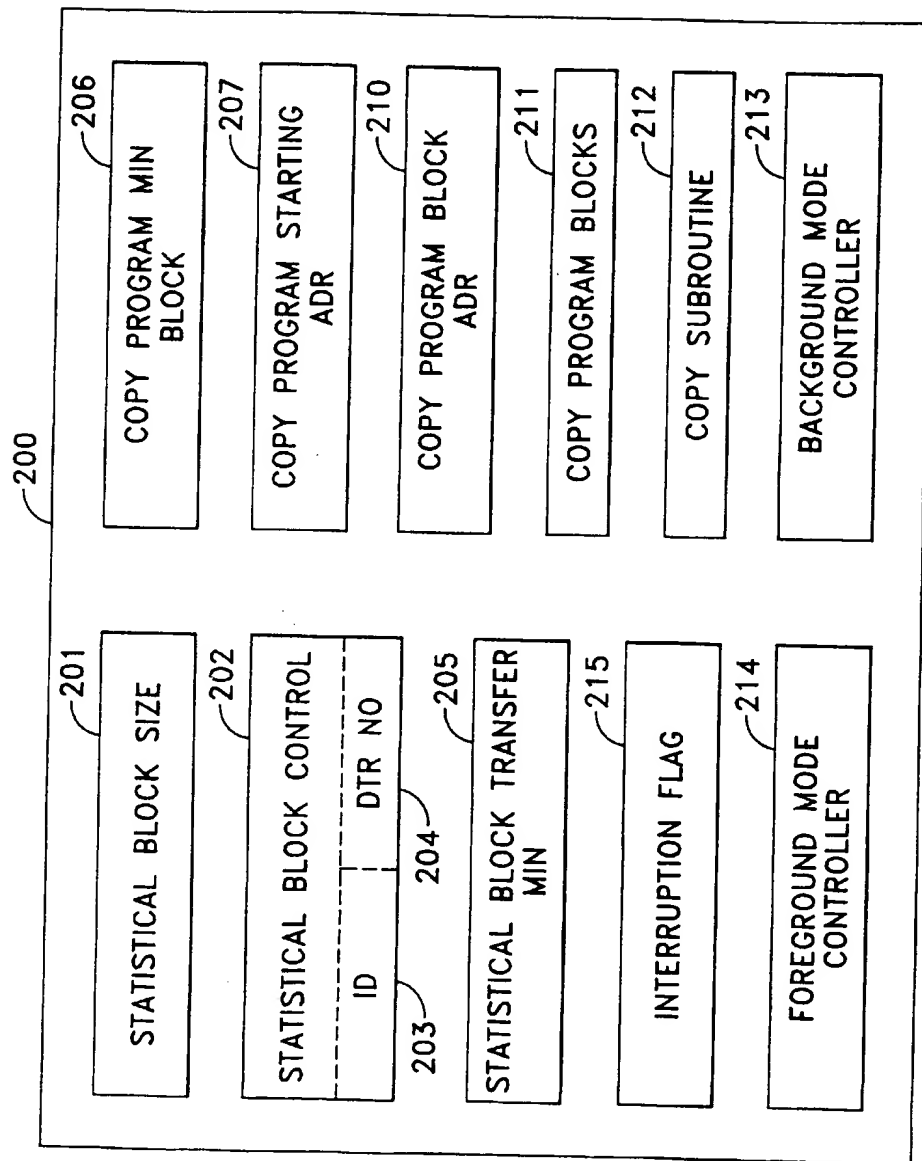 200
201
STATISTICAL BLOCK SIZE
202
STATISTICAL BLOCK CONTROL
ID
DTR NO
203
204
205
STATISTICAL BLOCK TRANSFER
MIN
215
INTERRUPTION FLAG
214
FOREGROUND MODE
CONTROLLER
206
COPY PROGRAM MIN
BLOCK
207
COPY PROGRAM STARTING
ADR
210
COPY PROGRAM BLOCK
ADR
211
COPY PROGRAM BLOCKS
212
COPY SUBROUTINE
213
BACKGROUND MODE
CONTROLLER